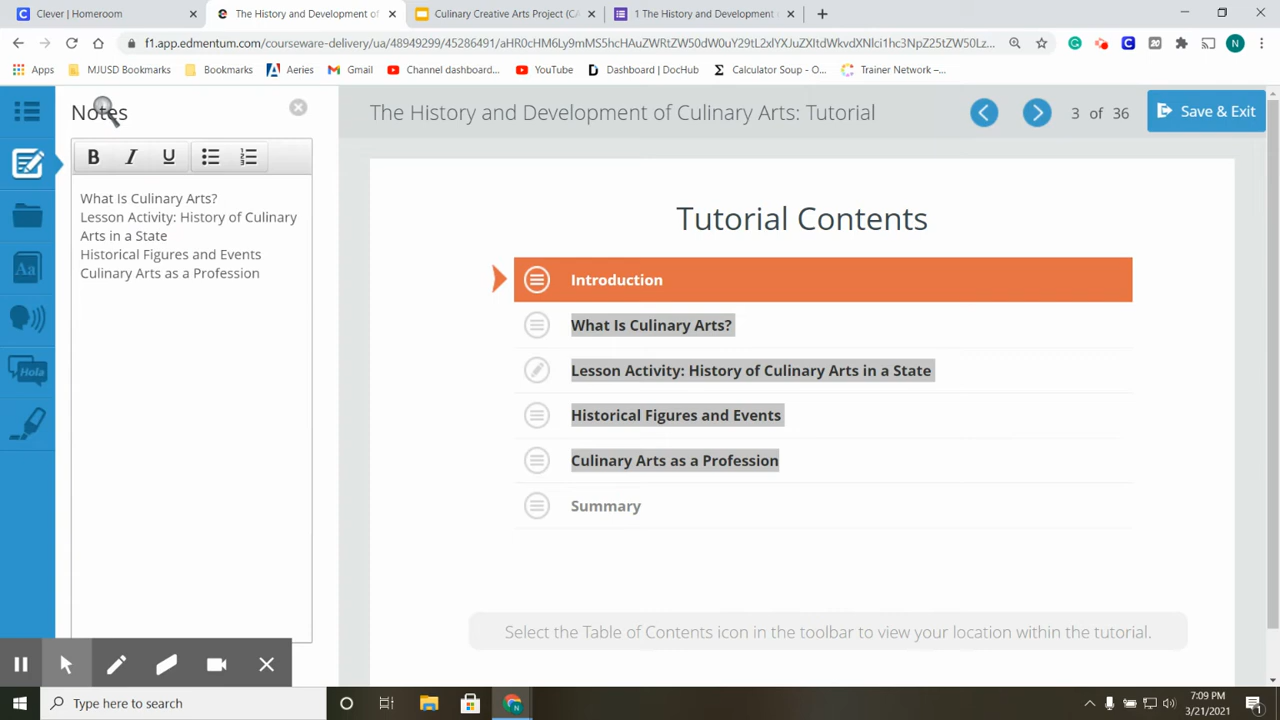 Clever | Homeroom
The History and Development of
Culinary Creative Arts Project (CA
1 The History and Development
f1.app.edmentum.com/courseware-delivery/ua/48949299/45286491/
Apps
MJUSD Bookmarks
Bookmarks
Aeries
Gmail
Channel dashboard...
YouTube
Dashboard | DocHub
Calculator Soup - O...
Trainer Network –...
N
Notes
The History and Development of Culinary Arts: Tutorial
3 of 36
Save & Exit
B I U
What Is Culinary Arts?
Lesson Activity: History of Culinary
Arts in a State
Historical Figures and Events
Culinary Arts as a Profession
Aa
Hola
Tutorial Contents
Introduction
What Is Culinary Arts?
Lesson Activity: History of Culinary Arts in a State
Historical Figures and Events
Culinary Arts as a Profession
Summary
Select the Table of Contents icon in the toolbar to view your location within the tutorial.
Type here to search
7:09 PM
3/21/2021